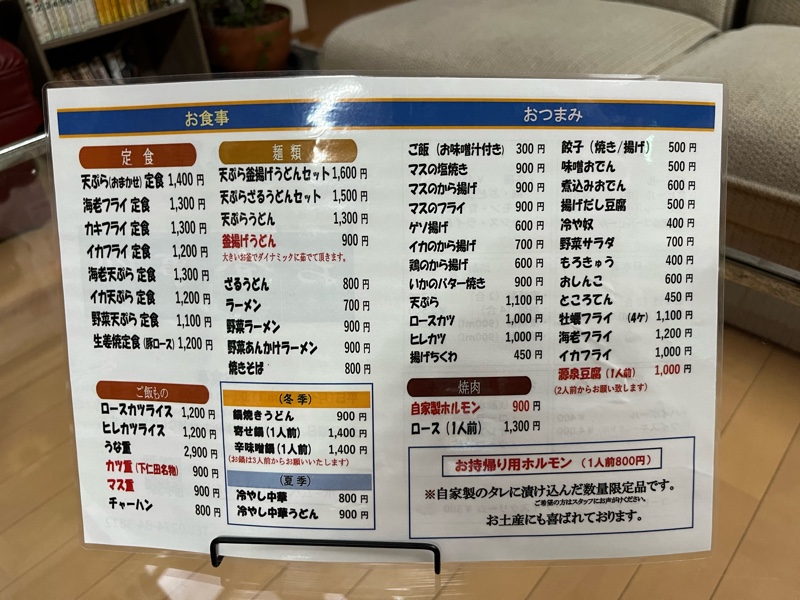 お食事
定食
天ぷら(おまかせ)定食 1,400円
海老フライ 定食 1,300円
カキフライ 定食 1,300円
イカフライ 定食 1,200円
海老天ぷら 定食 1,300円
イカ天ぷら 定食 1,200円
野菜天ぷら 定食 1,100円
生姜焼定食(豚ロース) 1,200円
ご飯もの
ロースカツライス 1,200円
ヒレカツライス 1,200円
うな重 2,900円
カツ重(下仁田名物) 900円
マス重 900円
チャーハン 800円
麺類
天ぷら釜揚げうどんセット 1,600円
天ぷらざるうどんセット 1,500円
天ぷらうどん 1,300円
釜揚げうどん 900円
大きいお釜でダイナミックに茹でて頂きます。
ざるうどん 800円
ラーメン 700円
野菜ラーメン 900円
野菜あんかけラーメン 900円
焼きそば 800円
(冬季)
鍋焼きうどん 900円
寄せ鍋(1人前) 1,400円
辛味噌鍋(1人前) 1,400円
(お鍋は3人前からお願いいたします)
(夏季)
冷やし中華 800円
冷やし中華うどん 900円
おつまみ
ご飯(お味噌汁付き) 300円
マスの塩焼き 900円
マスのから揚げ 900円
マスのフライ 900円
ゲソ揚げ 600円
イカのから揚げ 700円
鶏のから揚げ 600円
いかのバター焼き 900円
天ぷら 1,100円
ロースカツ 1,000円
ヒレカツ 1,000円
揚げちくわ 450円
焼肉
自家製ホルモン 900円
ロース(1人前) 1,300円
餃子(焼き/揚げ) 500円
味噌おでん 500円
煮込みおでん 600円
揚げだし豆腐 500円
冷や奴 400円
野菜サラダ 700円
もろきゅう 400円
おしんこ 600円
ところてん 450円
牡蠣フライ (4ケ) 1,100円
海老フライ 1,200円
イカフライ 1,000円
源泉豆腐(1人前) 1,000円
(2人前からお願い致します)
お持帰り用ホルモン(1人前800円)
※自家製のタレに漬け込んだ数量限定品です。
ご希望の方はスタッフにお声がけください。
お土産にも喜ばれております。